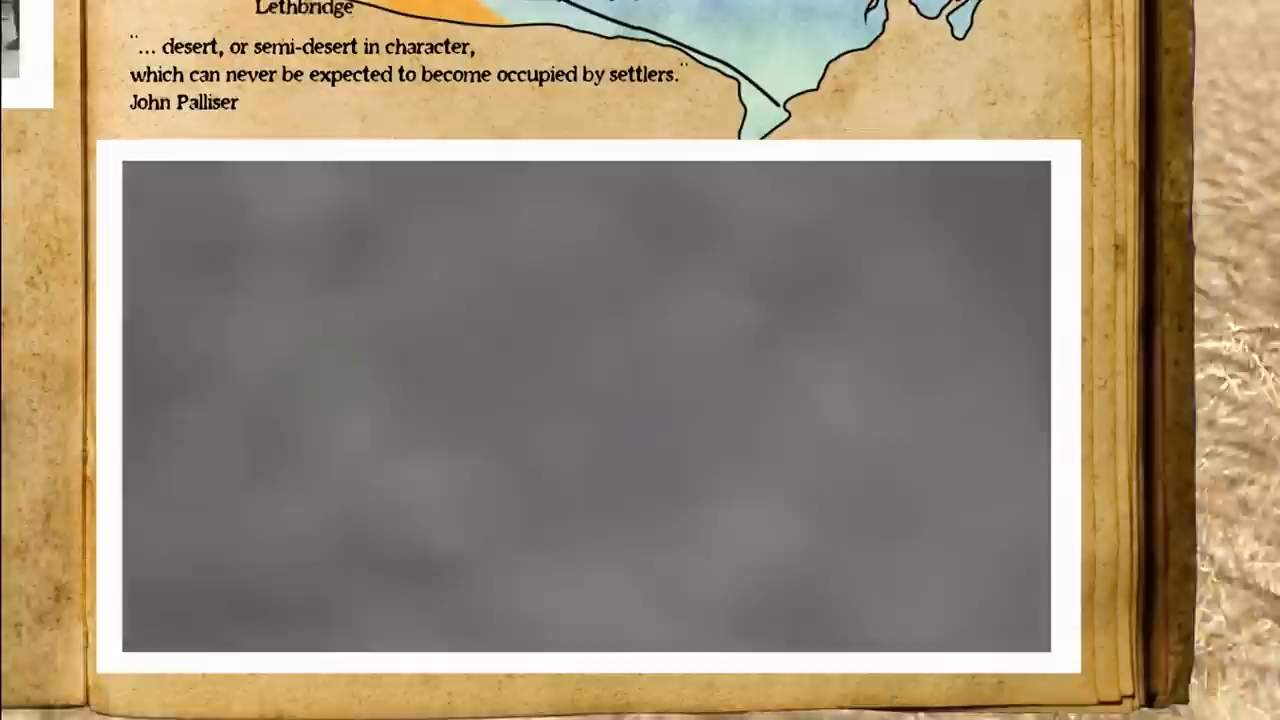 Lethbridge
"... desert, or semi-desert in character,
which can never be expected to become occupied by settlers."
John Palliser